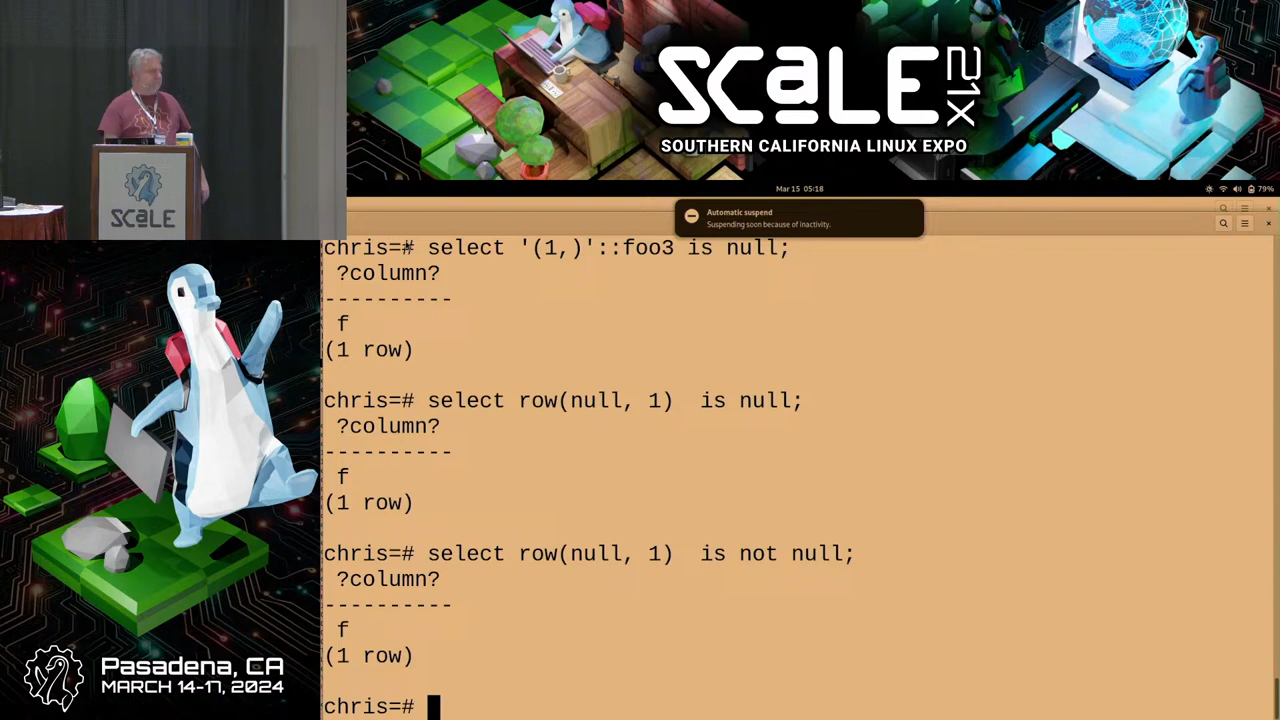 SCaLE 21X
SOUTHERN CALIFORNIA LINUX EXPO
SCALE
Mar 15 05:18
79%
Automatic suspend
Suspending soon because of inactivity.
chris=# select '(1,)'::foo3 is null;
?column?
----------
f
(1 row)
chris=# select row(null, 1)  is null;
?column?
----------
f
(1 row)
chris=# select row(null, 1)  is not null;
?column?
----------
f
(1 row)
chris=#
Pasadena, CA
MARCH 14-17, 2024